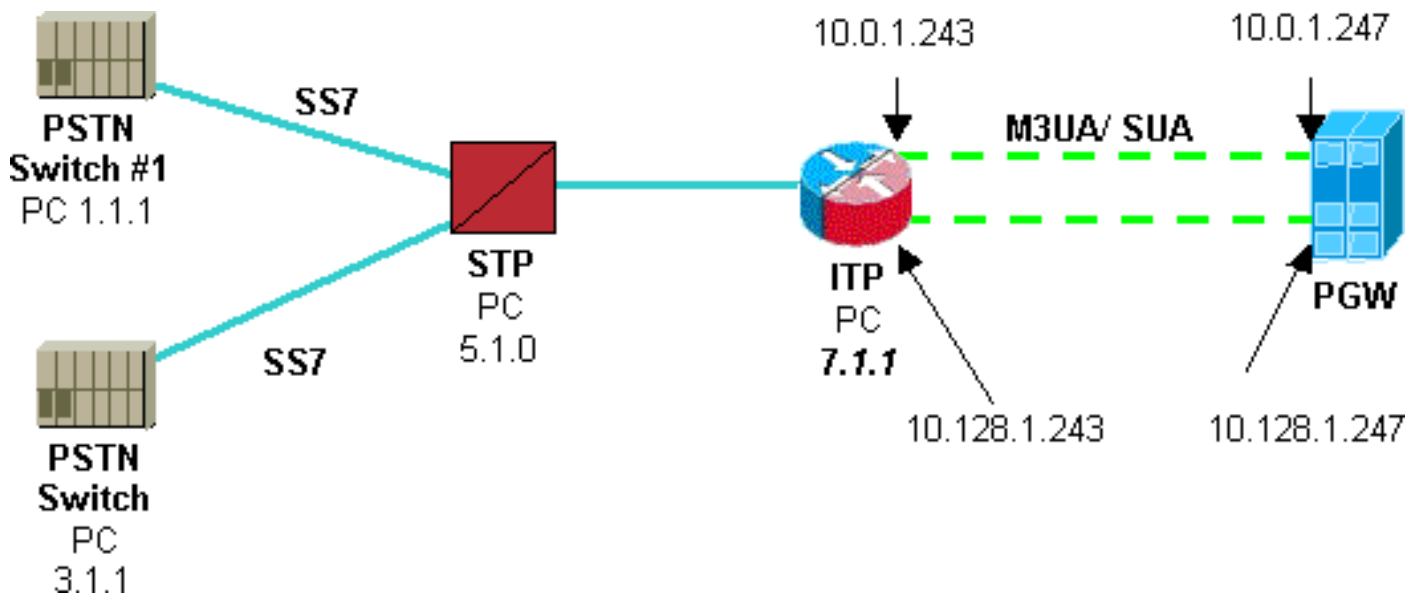 10.0.1.243
10.0.1.247
SS7
M3UA/ SUA
PSTN
Switch #1
PC 1.1.1
STP
PC
5.1.0
ITP
PC
7.1.1
PGW
SS7
10.128.1.243
10.128.1.247
PSTN
Switch
PC
3.1.1